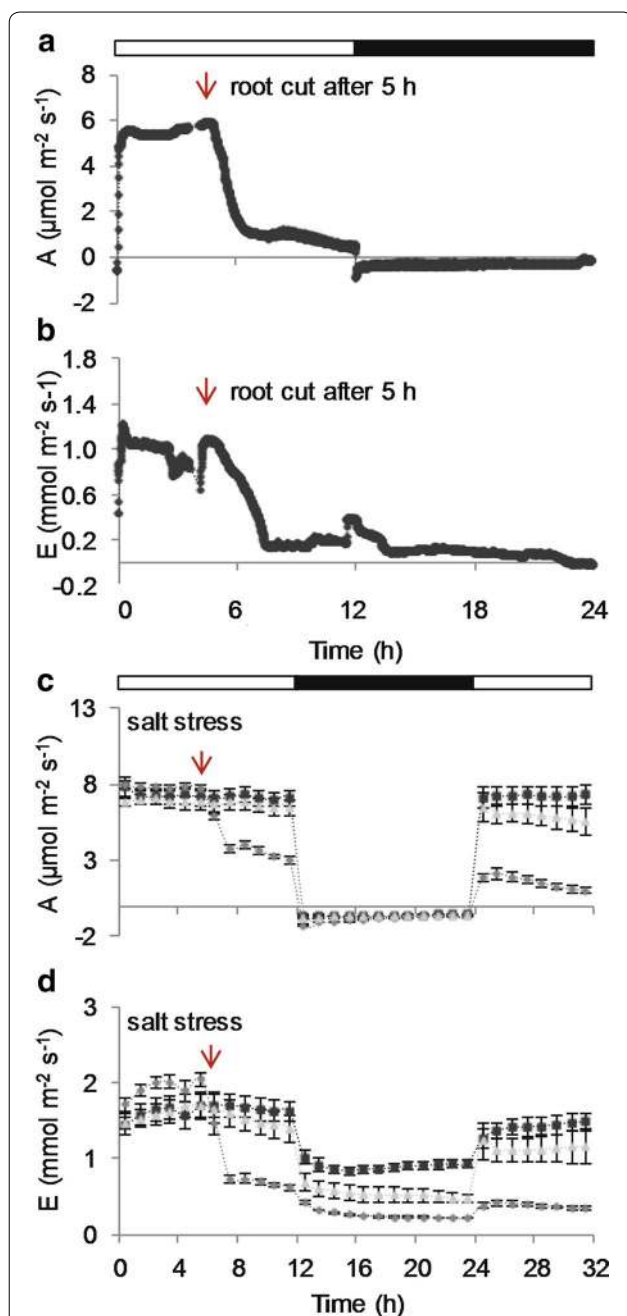 a
root cut after 5 h
A (µmol m⁻² s⁻¹)
8
6
4
2
0
-2
b
root cut after 5 h
E (mmol m⁻² s-1)
1.8
1.4
1.0
0.6
0.2
-0.2
0 6 12 18 24
Time (h)
c
salt stress
A (µmol m⁻² s⁻¹)
13
8
3
-2
d
salt stress
E (mmol m⁻² s⁻¹)
3
2
1
0
0 4 8 12 16 20 24 28 32
Time (h)